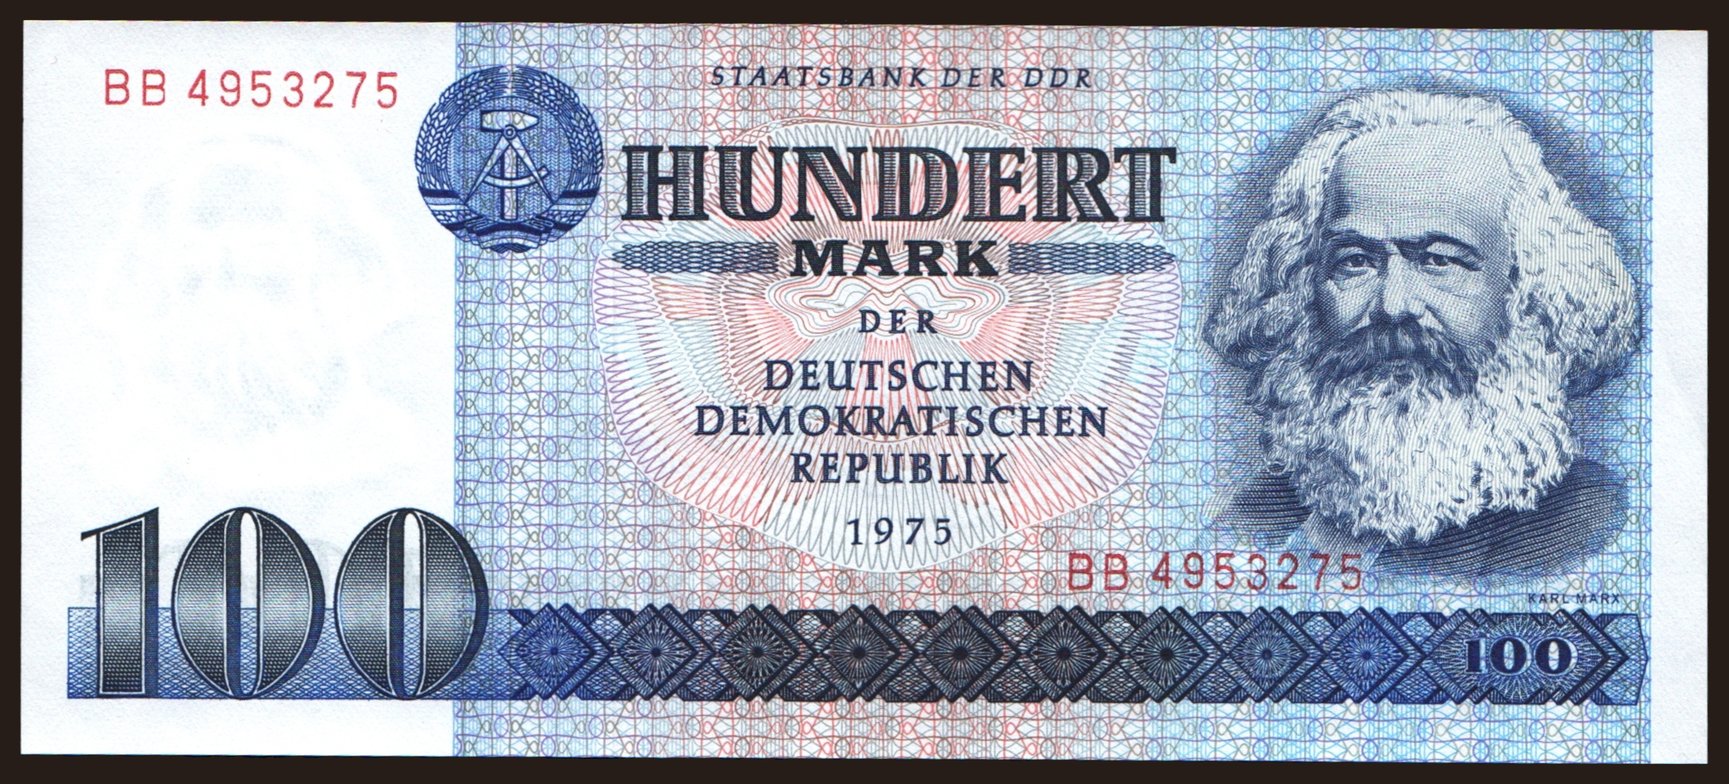 BB 4953275
STAATSBANK DER DDR
HUNDERT
MARK
DER
DEUTSCHEN
DEMOKRATISCHEN
REPUBLIK
1975
BB 4953275
KARL MARX
100
100